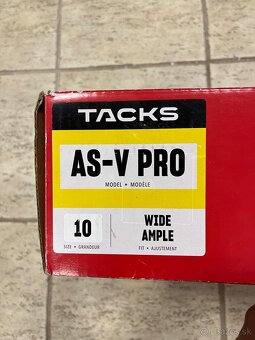 TACKS
AS-V PRO
MODEL • MODÈLE
10
SIZE • GRANDEUR
WIDE
AMPLE
FIT • AJUSTEMENT